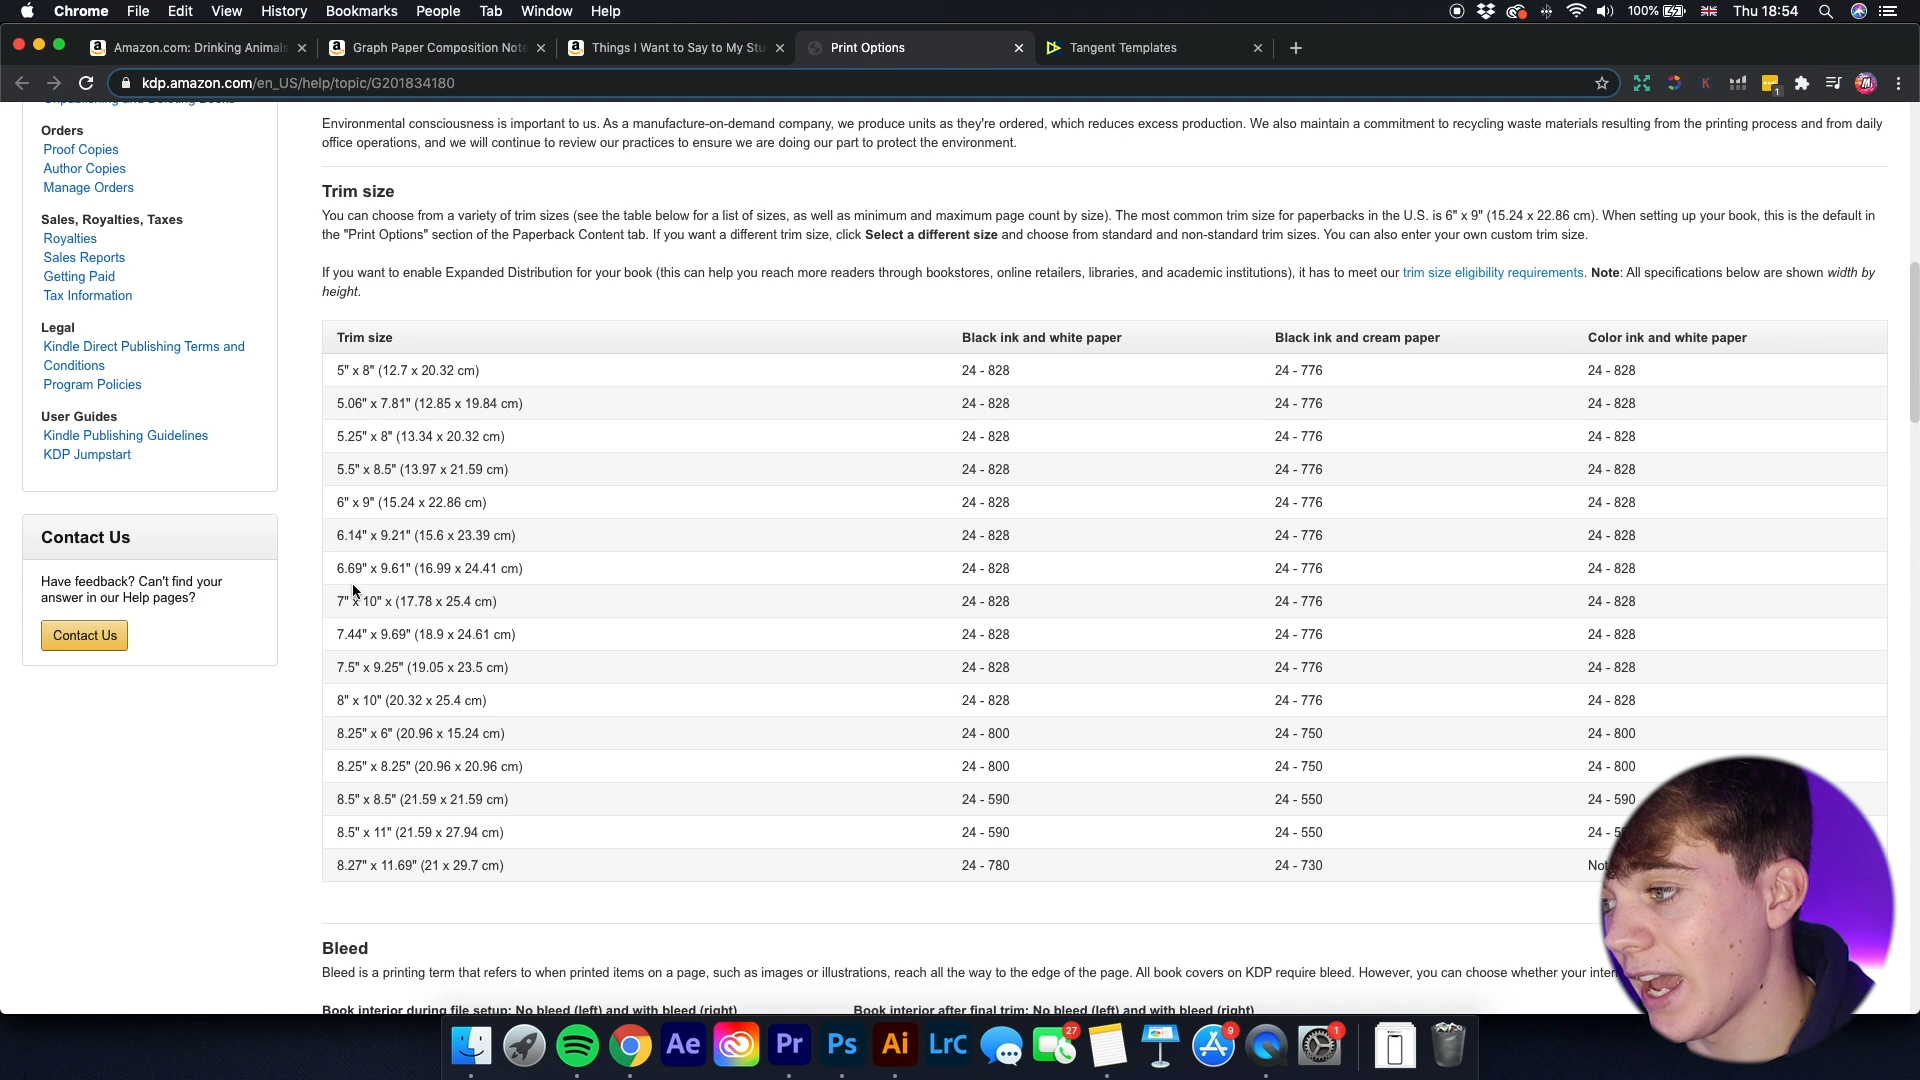 Chrome File Edit View History Bookmarks People Tab Window Help 100% Thu 18:54
Amazon.com: Drinking Animals
Graph Paper Composition Note
Things I Want to Say to My Stu
Print Options
Tangent Templates
kdp.amazon.com/en_US/help/topic/G201834180
Unpublishing and Deleting Books
Orders
Proof Copies
Author Copies
Manage Orders
Sales, Royalties, Taxes
Royalties
Sales Reports
Getting Paid
Tax Information
Legal
Kindle Direct Publishing Terms and
Conditions
Program Policies
User Guides
Kindle Publishing Guidelines
KDP Jumpstart
Contact Us
Have feedback? Can't find your
answer in our Help pages?
Contact Us
Environmental consciousness is important to us. As a manufacture-on-demand company, we produce units as they're ordered, which reduces excess production. We also maintain a commitment to recycling waste materials resulting from the printing process and from daily
office operations, and we will continue to review our practices to ensure we are doing our part to protect the environment.
Trim size
You can choose from a variety of trim sizes (see the table below for a list of sizes, as well as minimum and maximum page count by size). The most common trim size for paperbacks in the U.S. is 6" x 9" (15.24 x 22.86 cm). When setting up your book, this is the default in
the "Print Options" section of the Paperback Content tab. If you want a different trim size, click Select a different size and choose from standard and non-standard trim sizes. You can also enter your own custom trim size.
If you want to enable Expanded Distribution for your book (this can help you reach more readers through bookstores, online retailers, libraries, and academic institutions), it has to meet our trim size eligibility requirements. Note: All specifications below are shown width by
height.
Trim size Black ink and white paper Black ink and cream paper Color ink and white paper
5" x 8" (12.7 x 20.32 cm) 24 - 828 24 - 776 24 - 828
5.06" x 7.81" (12.85 x 19.84 cm) 24 - 828 24 - 776 24 - 828
5.25" x 8" (13.34 x 20.32 cm) 24 - 828 24 - 776 24 - 828
5.5" x 8.5" (13.97 x 21.59 cm) 24 - 828 24 - 776 24 - 828
6" x 9" (15.24 x 22.86 cm) 24 - 828 24 - 776 24 - 828
6.14" x 9.21" (15.6 x 23.39 cm) 24 - 828 24 - 776 24 - 828
6.69" x 9.61" (16.99 x 24.41 cm) 24 - 828 24 - 776 24 - 828
7" x 10" x (17.78 x 25.4 cm) 24 - 828 24 - 776 24 - 828
7.44" x 9.69" (18.9 x 24.61 cm) 24 - 828 24 - 776 24 - 828
7.5" x 9.25" (19.05 x 23.5 cm) 24 - 828 24 - 776 24 - 828
8" x 10" (20.32 x 25.4 cm) 24 - 828 24 - 776 24 - 828
8.25" x 6" (20.96 x 15.24 cm) 24 - 800 24 - 750 24 - 800
8.25" x 8.25" (20.96 x 20.96 cm) 24 - 800 24 - 750 24 - 800
8.5" x 8.5" (21.59 x 21.59 cm) 24 - 590 24 - 550 24 - 590
8.5" x 11" (21.59 x 27.94 cm) 24 - 590 24 - 550 24 - 5
8.27" x 11.69" (21 x 29.7 cm) 24 - 780 24 - 730 Not
Bleed
Bleed is a printing term that refers to when printed items on a page, such as images or illustrations, reach all the way to the edge of the page. All book covers on KDP require bleed. However, you can choose whether your inter
Book interior during file setup: No bleed (left) and with bleed (right) Book interior after final trim: No bleed (left) and with bleed (right)
Ae Pr Ps Ai LrC 27 9 1